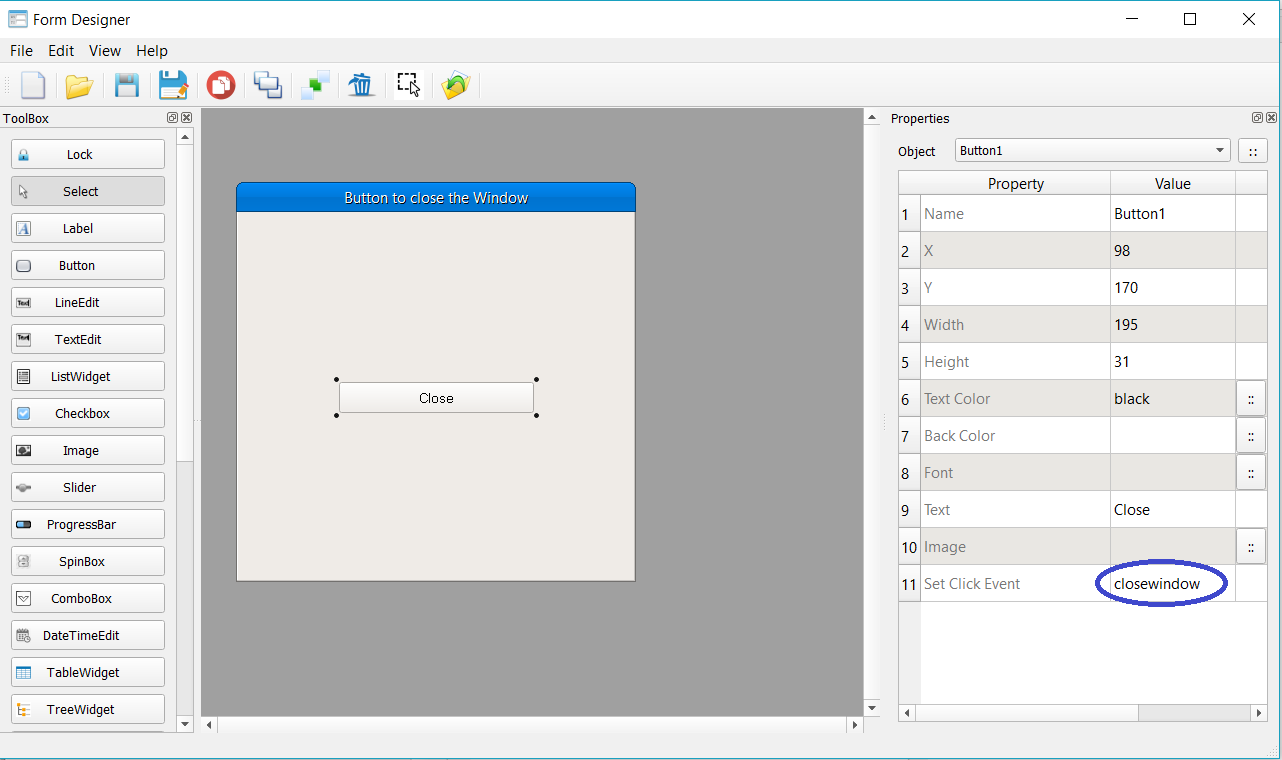 Form Designer
File Edit View Help
ToolBox
Lock
Select
Label
Button
LineEdit
TextEdit
ListWidget
Checkbox
Image
Slider
ProgressBar
SpinBox
ComboBox
DateTimeEdit
TableWidget
TreeWidget
Button to close the Window
Close
Properties
Object Button1 ::
Property Value
1 Name Button1
2 X 98
3 Y 170
4 Width 195
5 Height 31
6 Text Color black ::
7 Back Color ::
8 Font ::
9 Text Close
10 Image ::
11 Set Click Event closewindow